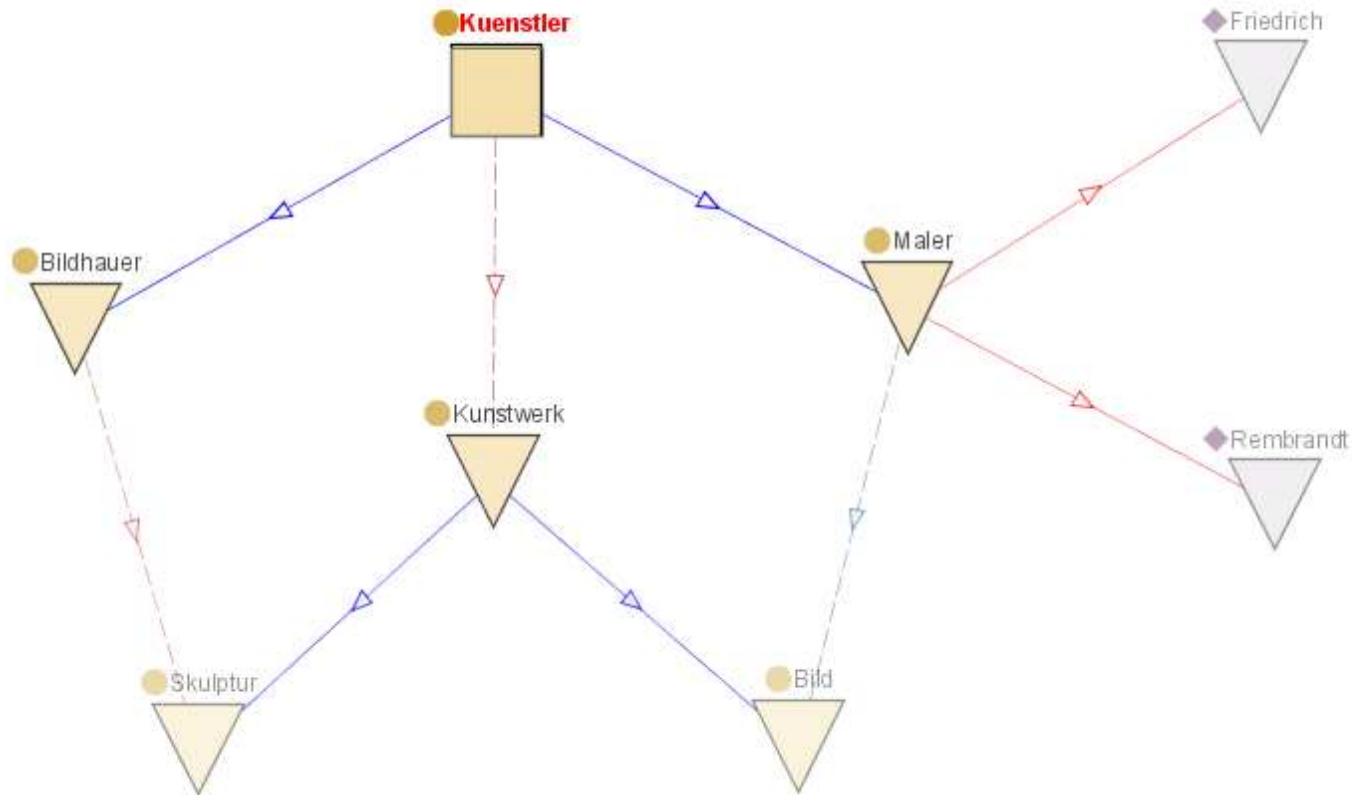 Kuenstler
Friedrich
Bildhauer
Maler
Kunstwerk
Rembrandt
Skulptur
Bild